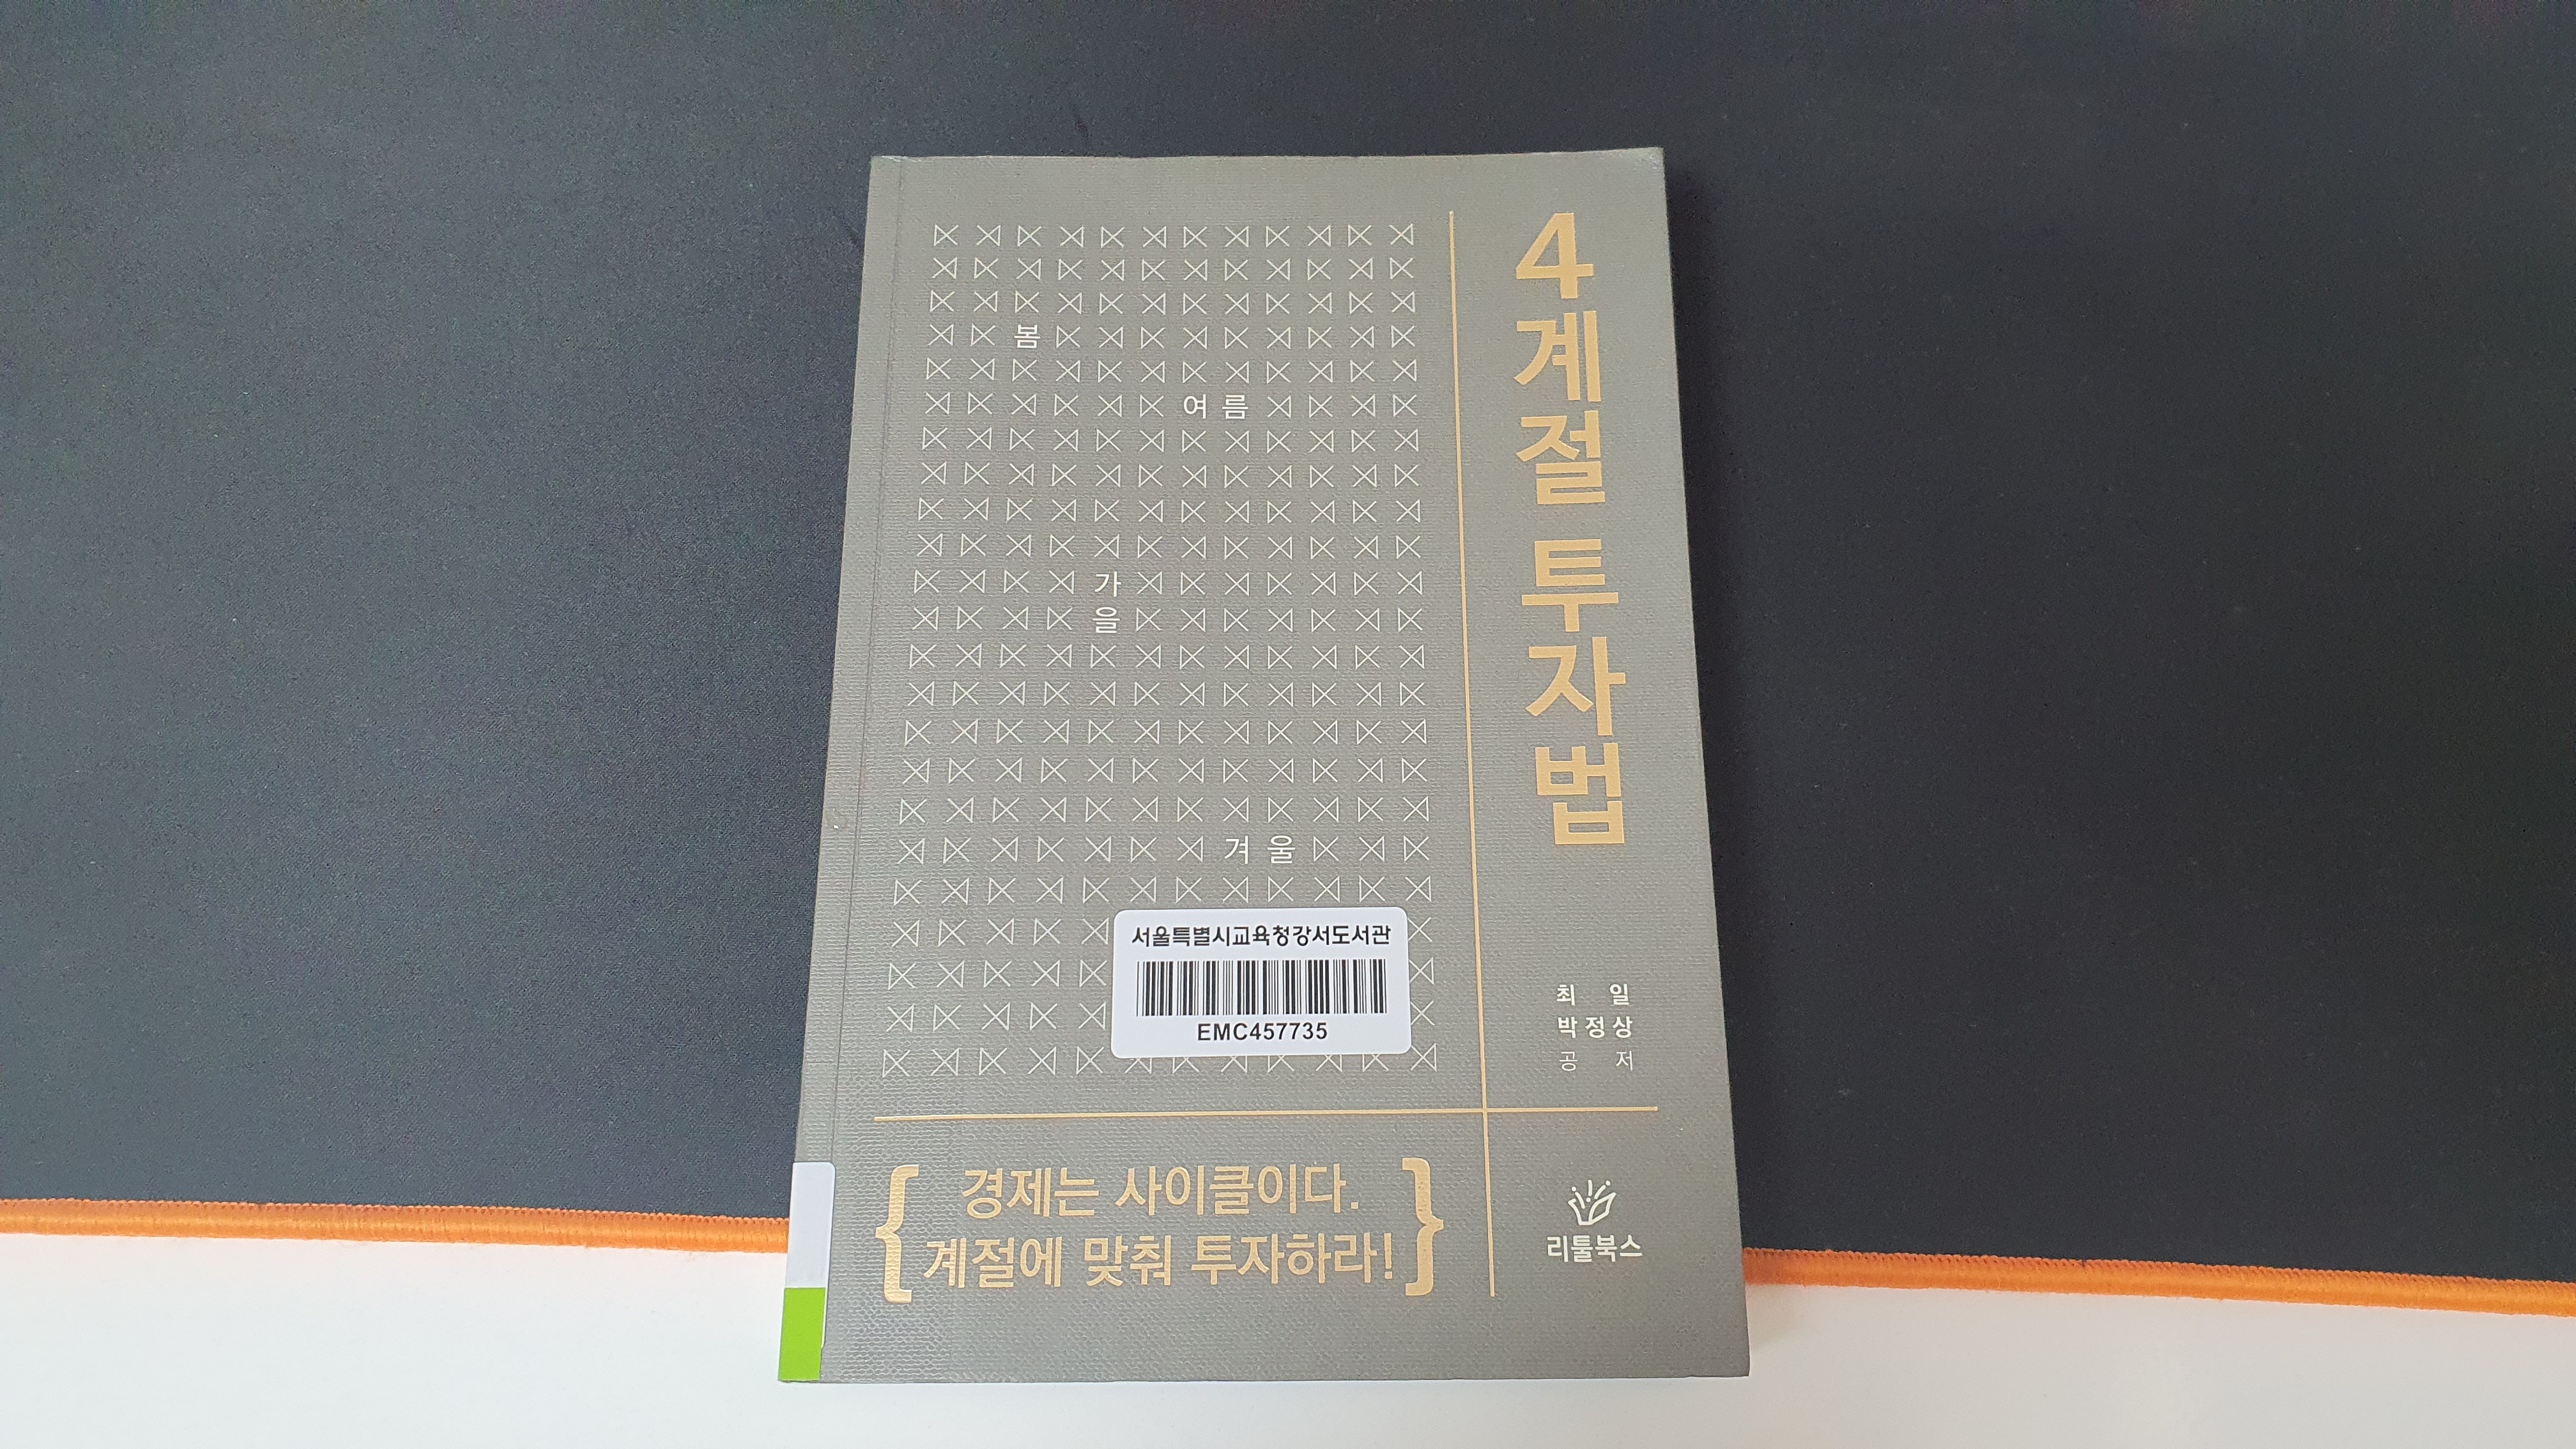 4계절 투자법
봄
여름
가
을
겨울
서울특별시교육청강서도서관
EMC457735
최 일
박정상
공 저
경제는 사이클이다.
계절에 맞춰 투자하라!
리툴북스